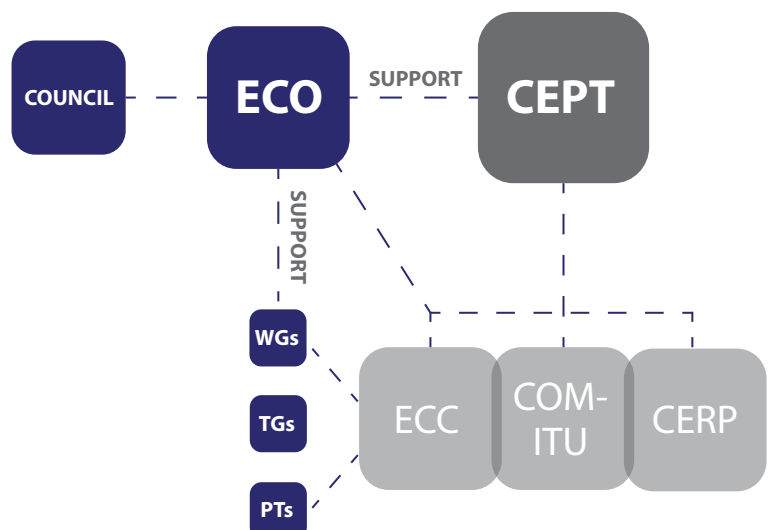 COUNCIL
ECO
SUPPORT
CEPT
SUPPORT
WGs
TGs
PTs
ECC
COM-
ITU
CERP